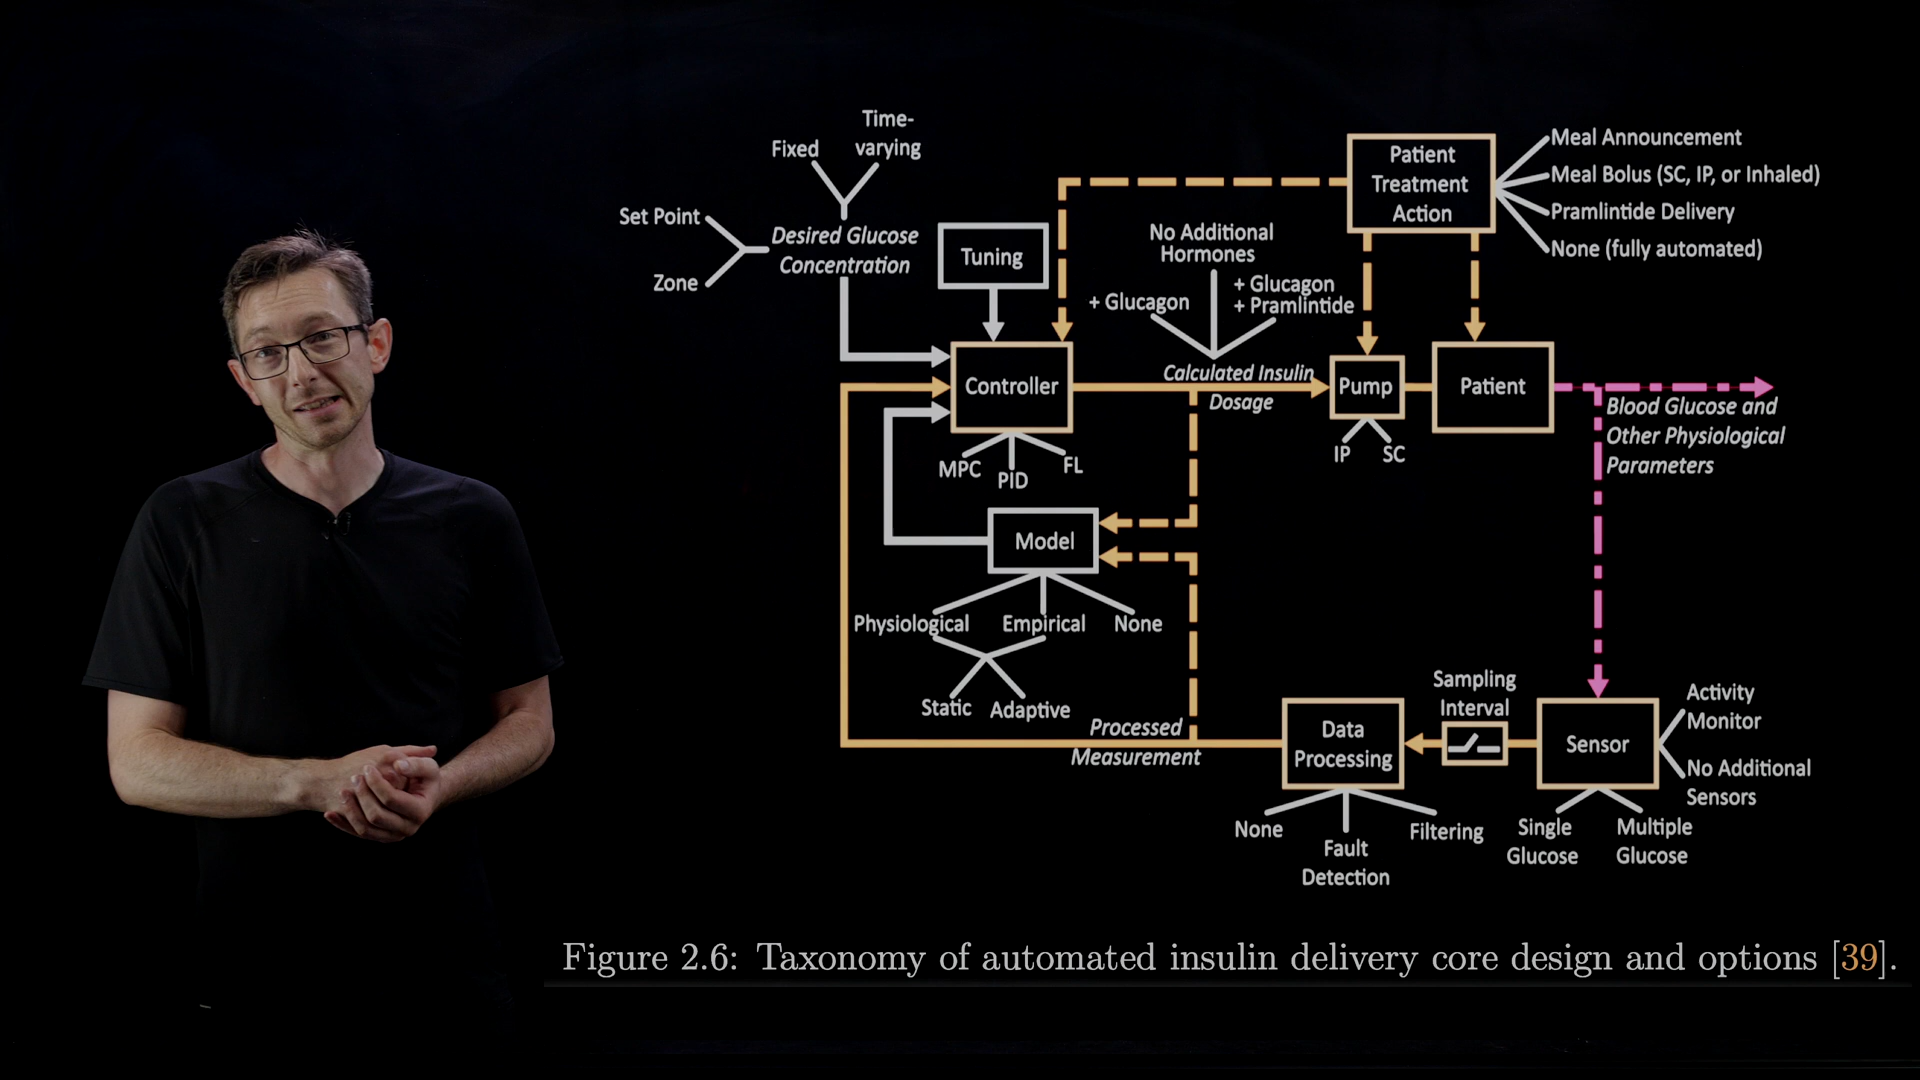 Time-
Fixed
varying
Set Point
Desired Glucose
Concentration
Zone
Tuning
Patient
Treatment
Action
Meal Announcement
Meal Bolus (SC, IP, or Inhaled)
Pramlintide Delivery
None (fully automated)
No Additional
Hormones
+ Glucagon
+ Glucagon
+ Pramlintide
Controller
Calculated Insulin
Dosage
Pump
Patient
Blood Glucose and
Other Physiological
Parameters
IP
SC
MPC
PID
FL
Model
Physiological
Empirical
None
Static
Adaptive
Processed
Measurement
Data
Processing
Sampling
Interval
Sensor
Activity
Monitor
No Additional
Sensors
None
Fault
Detection
Filtering
Single
Glucose
Multiple
Glucose
Figure 2.6: Taxonomy of automated insulin delivery core design and options [39].